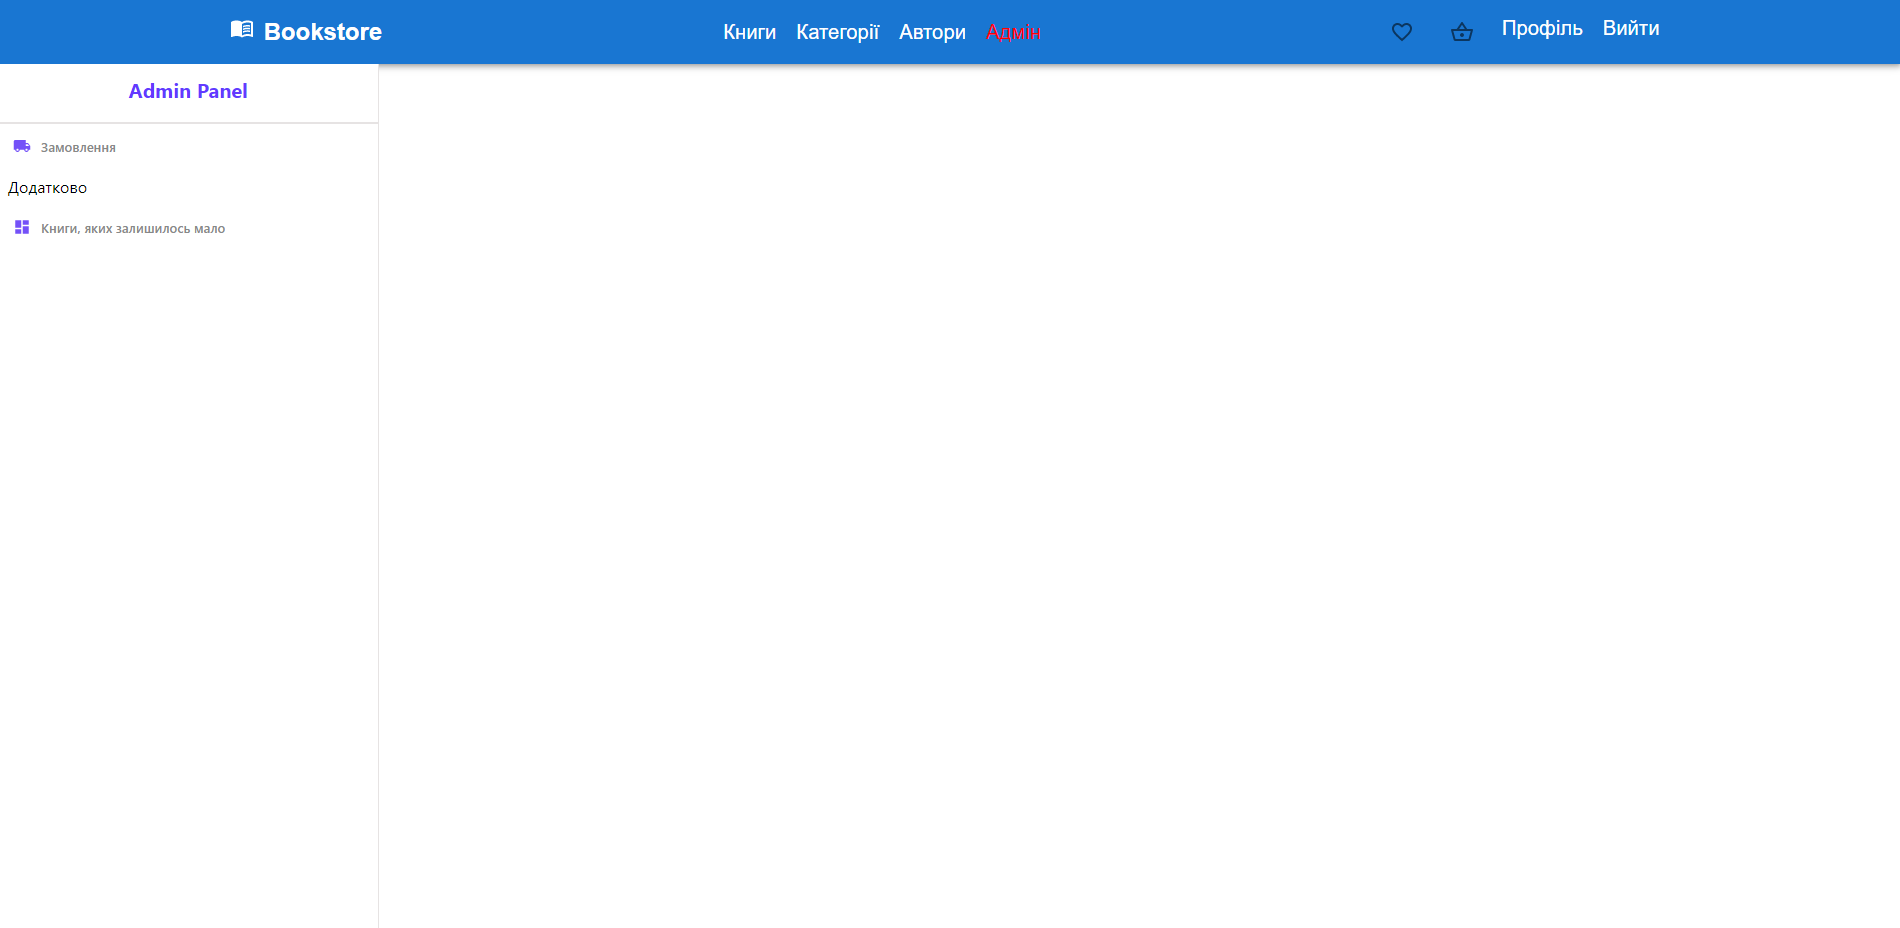 Bookstore Книги Категорії Автори Адмін Профіль Вийти
Admin Panel
Замовлення
Додатково
Книги, яких залишилось мало